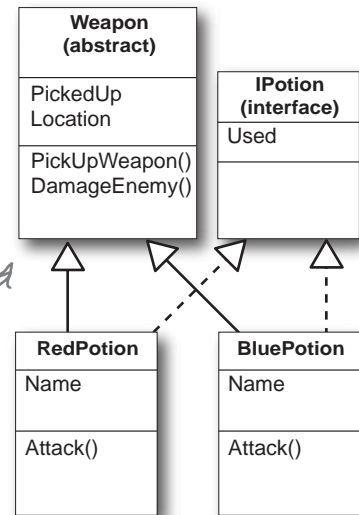 Weapon
(abstract)
PickedUp
Location
PickUpWeapon()
DamageEnemy()
IPotion
(interface)
Used
RedPotion
Name
Attack()
BluePotion
Name
Attack()